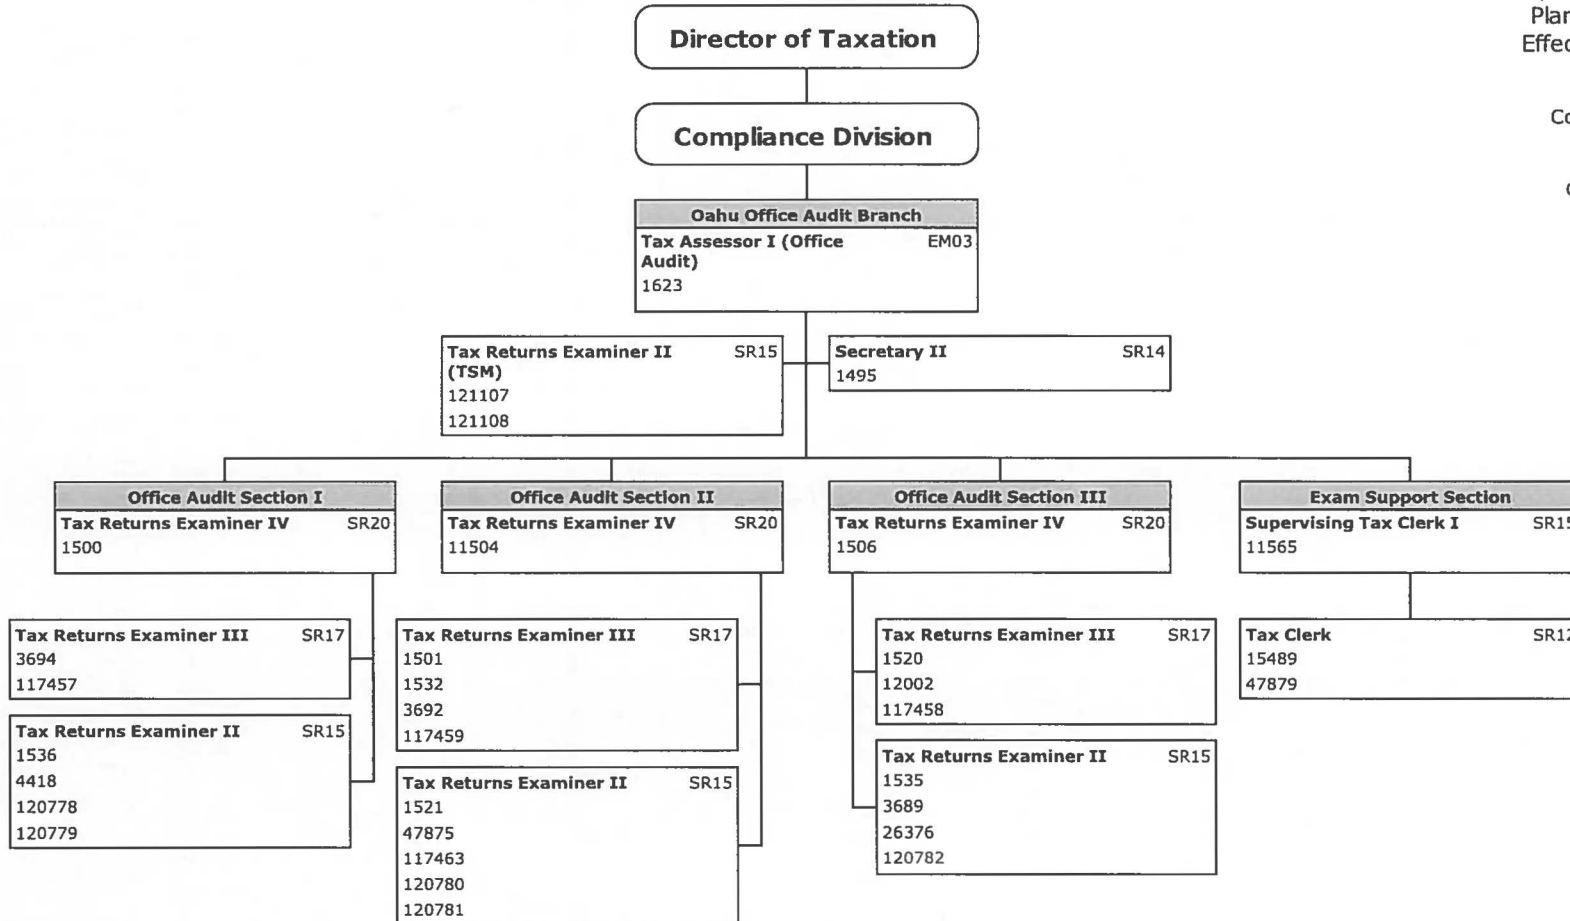 Director of Taxation
Compliance Division
Oahu Office Audit Branch
Tax Assessor I (Office EM03
Audit)
1623
Tax Returns Examiner II SR15
(TSM)
121107
121108
Secretary II SR14
1495
Office Audit Section I
Tax Returns Examiner IV SR20
1500
Tax Returns Examiner III SR17
3694
117457
Tax Returns Examiner II SR15
1536
4418
120778
120779
Office Audit Section II
Tax Returns Examiner IV SR20
11504
Tax Returns Examiner III SR17
1501
1532
3692
117459
Tax Returns Examiner II SR15
1521
47875
117463
120780
120781
Office Audit Section III
Tax Returns Examiner IV SR20
1506
Tax Returns Examiner III SR17
1520
12002
117458
Tax Returns Examiner II SR15
1535
3689
26376
120782
Exam Support Section
Supervising Tax Clerk I SR15
11565
Tax Clerk SR12
15489
47879